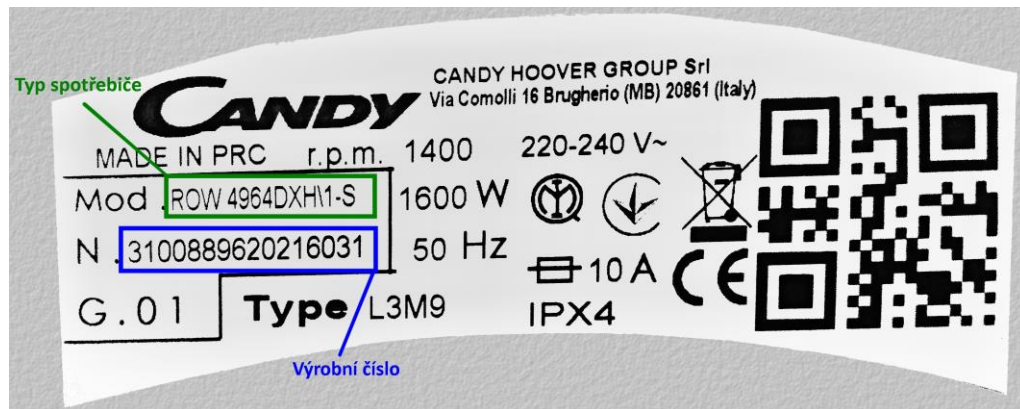 Typ spotřebiče
CANDY
CANDY HOOVER GROUP Srl
Via Comolli 16 Brugherio (MB) 20861 (Italy)
MADE IN PRC r.p.m. 1400 220-240 V~
Mod. ROW 4964DXH\1-S 1600 W
N. 3100889620216031 50 Hz
10 A CE
G.01 Type L3M9 IPX4
Výrobní číslo